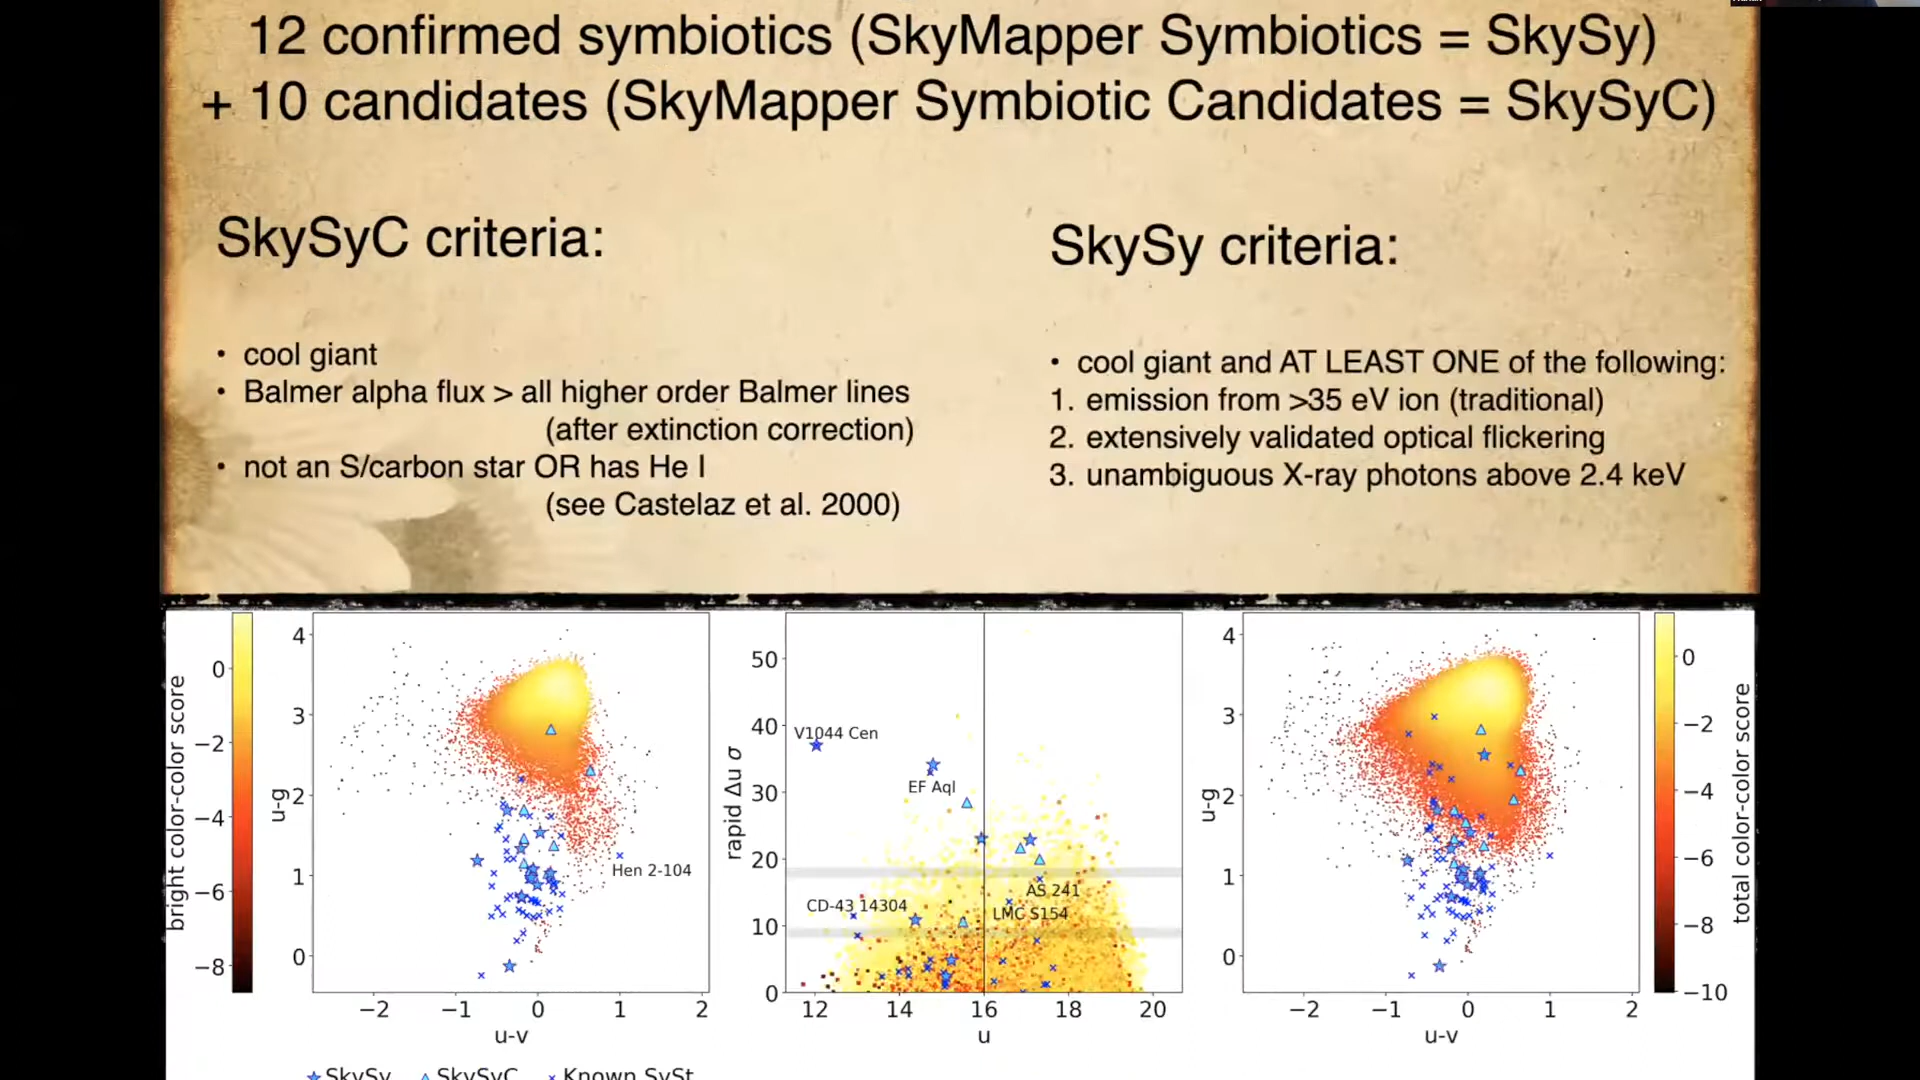 12 confirmed symbiotics (SkyMapper Symbiotics = SkySy)
+ 10 candidates (SkyMapper Symbiotic Candidates = SkySyC)
SkySyC criteria:
• cool giant
• Balmer alpha flux > all higher order Balmer lines
(after extinction correction)
• not an S/carbon star OR has He I
(see Castelaz et al. 2000)
SkySy criteria:
• cool giant and AT LEAST ONE of the following:
1. emission from >35 eV ion (traditional)
2. extensively validated optical flickering
3. unambiguous X-ray photons above 2.4 keV
bright color-color score
0
−2
−4
−6
−8
u-g
4
3
2
1
0
Hen 2-104
−2 −1 0 1 2
u-v
rapid Δu σ
50
40
30
20
10
0
V1044 Cen
EF Aql
AS 241
CD-43 14304
LMC S154
12 14 16 18 20
u
u-g
4
3
2
1
0
−2 −1 0 1 2
u-v
0
−2
−4
−6
−8
−10
total color-color score
SkySy SkySyC Known SySt